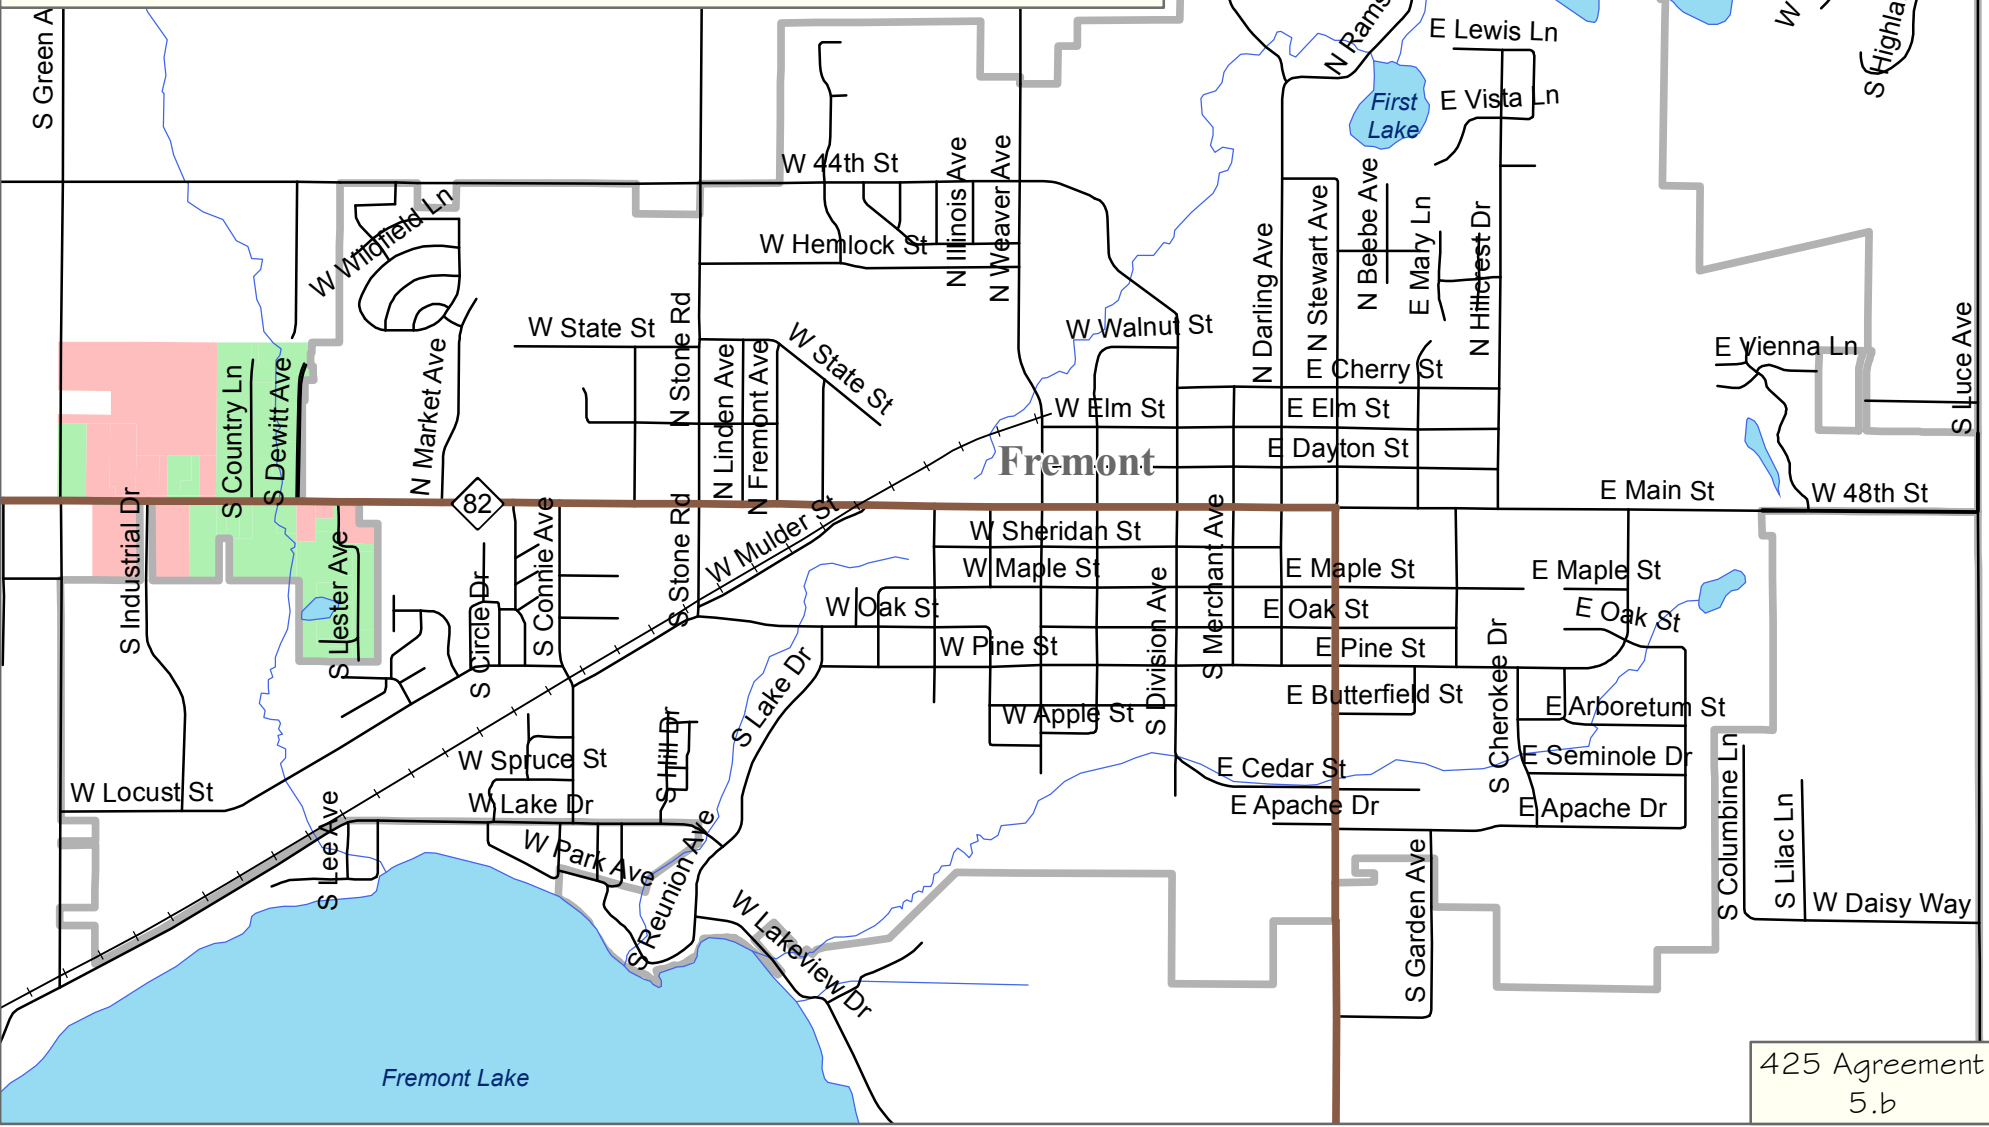 S Green A
N Rams
E Lewis Ln
W
S Highla
First
Lake
E Vista Ln
W 44th St
N Illinois Ave
N Weaver Ave
W Wildfield Ln
W Hemlock St
N Darling Ave
N Stewart Ave
N Beebe Ave
E Mary Ln
N Hillcrest Dr
W State St
N Stone Rd
W State St
W Walnut St
E Vienna Ln
S Luce Ave
N Market Ave
N Linden Ave
N Fremont Ave
E Cherry St
S Country Ln
S Dewitt Ave
W Elm St
E Elm St
Fremont
E Dayton St
82
E Main St
W 48th St
S Industrial Dr
S Lester Ave
S Circle Dr
S Connie Ave
S Stone Rd
W Mulder St
W Sheridan St
W Maple St
S Merchant Ave
E Maple St
E Maple St
W Oak St
S Division Ave
E Oak St
E Oak St
W Pine St
E Pine St
S Lake Dr
S Cherokee Dr
E Butterfield St
E Arboretum St
W Apple St
S Hill Dr
W Spruce St
E Cedar St
E Seminole Dr
W Locust St
W Lake Dr
E Apache Dr
E Apache Dr
S Columbine Ln
S Lilac Ln
S Lee Ave
W Park Ave
S Reunion Ave
W Lakeview Dr
S Garden Ave
W Daisy Way
Fremont Lake
425 Agreement
5.b